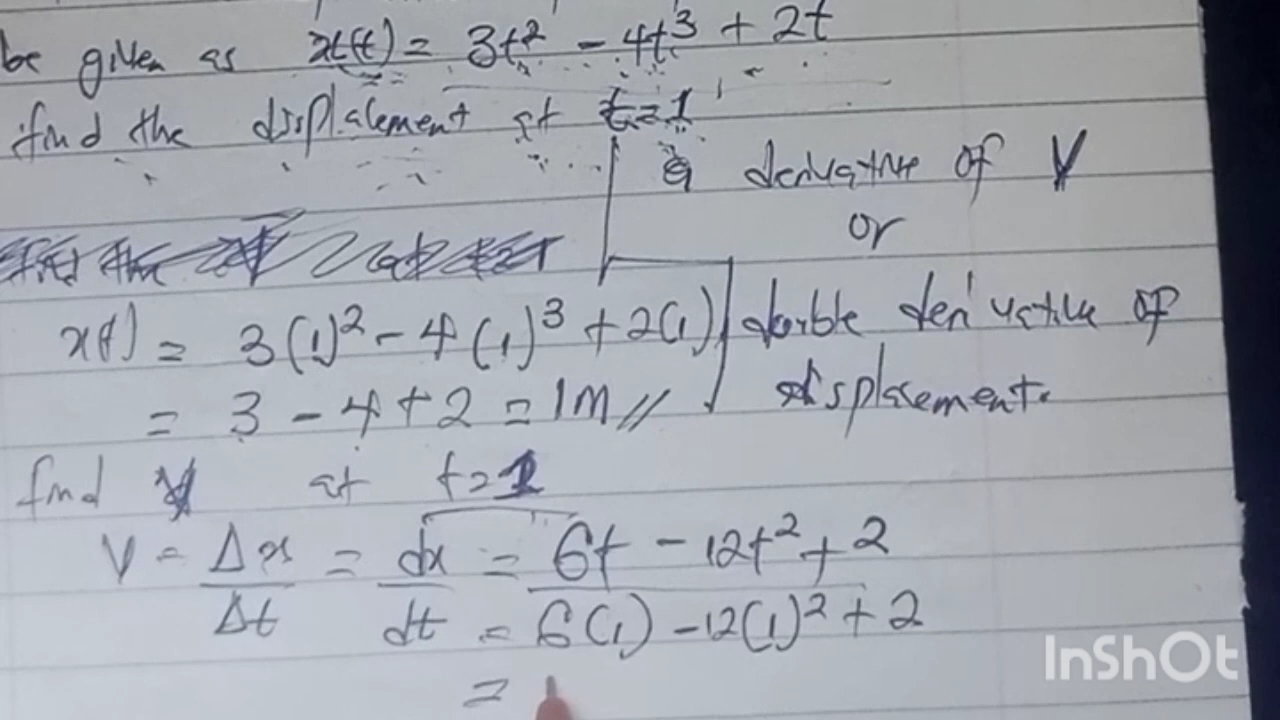 be given as x(t) = 3t² - 4t³ + 2t
find the displacement at t=1
a derivative of V
or
double derivative of
displacement.
x(t) = 3(1)² - 4(1)³ + 2(1)
= 3 - 4 + 2 = 1m //
find V at t=1
V = Δx/Δt = dx/dt = 6t - 12t² + 2
= 6(1) - 12(1)² + 2
=
InShOt